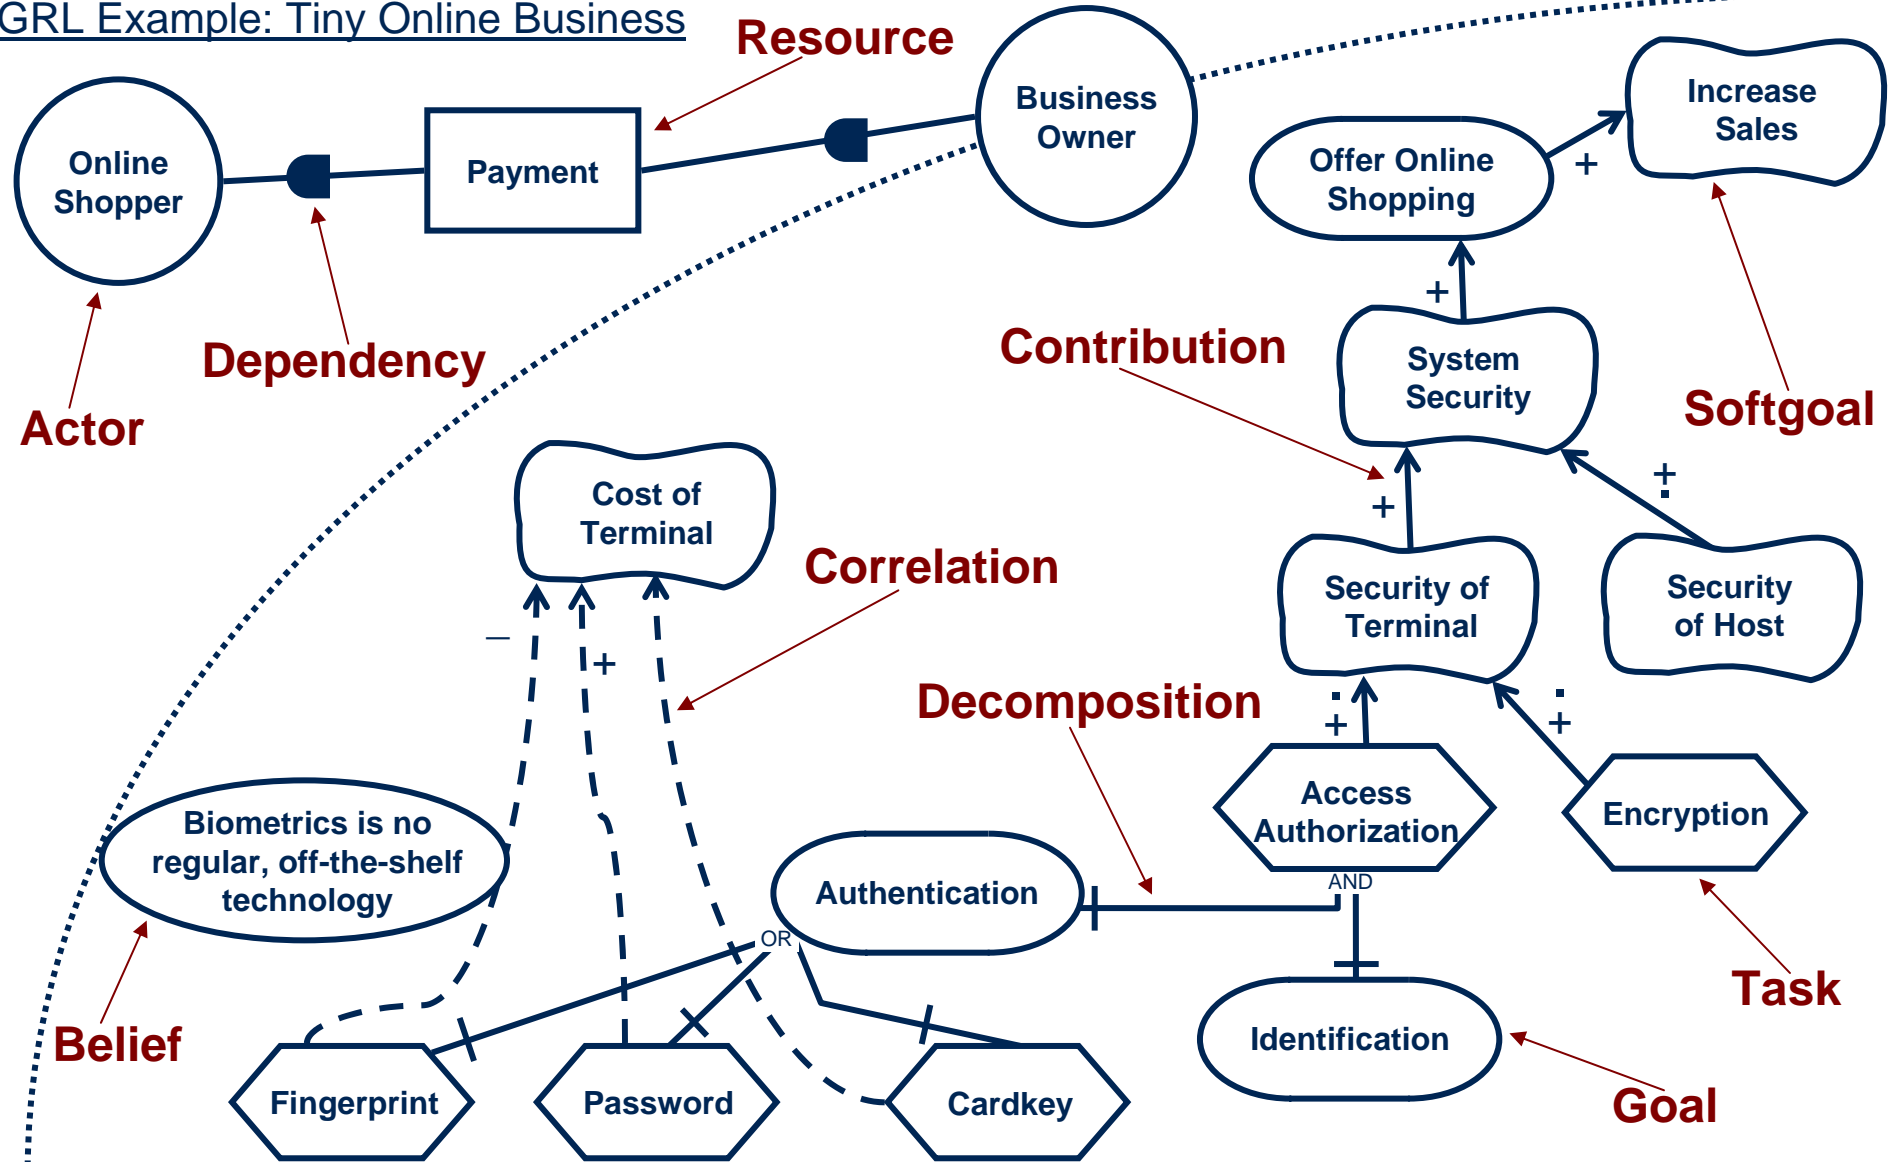 GRL Example: Tiny Online Business
Resource
Business
Owner
Increase
Sales
Online
Shopper
Payment
Offer Online
Shopping
+
+
Dependency
Contribution
System
Security
Actor
Softgoal
Cost of
Terminal
+
+
Correlation
Security of
Terminal
Security
of Host
–
+
Decomposition
+
+
Access
Authorization
Encryption
Biometrics is no
regular, off-the-shelf
technology
Authentication
AND
OR
Belief
Identification
Task
Fingerprint
Password
Cardkey
Goal